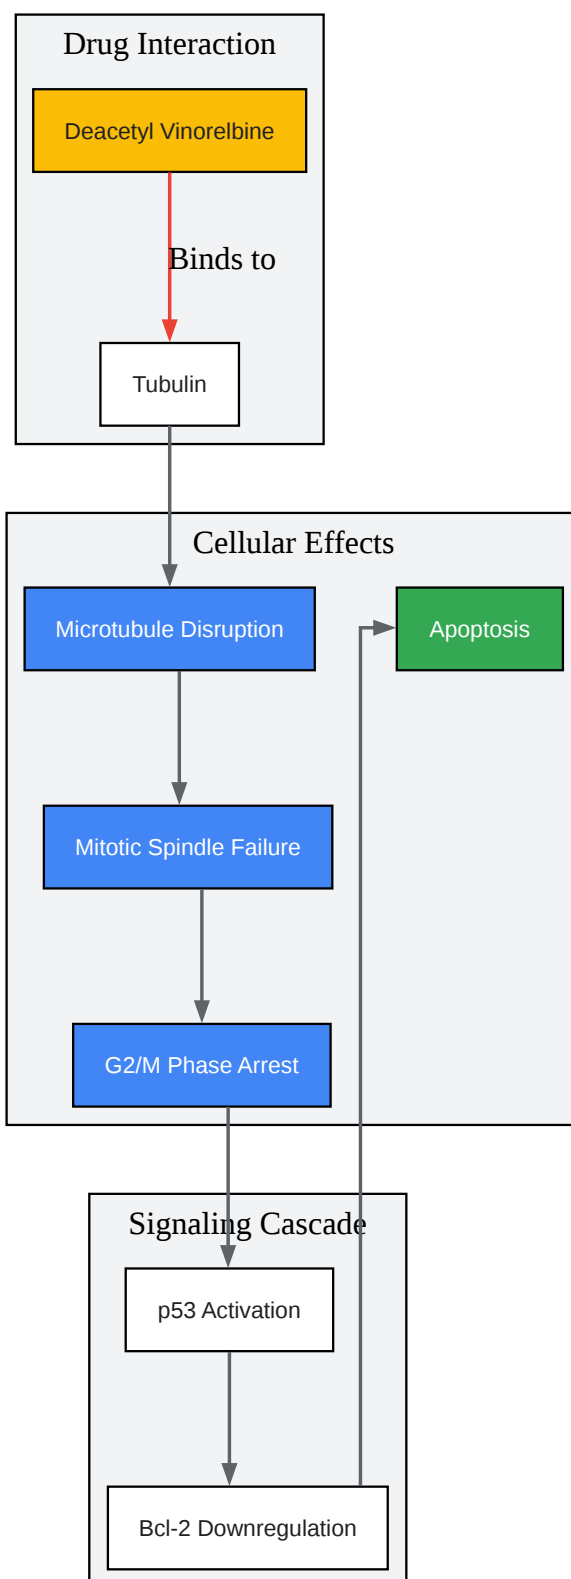 Drug Interaction
Deacetyl Vinorelbine
Binds to
Tubulin
Cellular Effects
Microtubule Disruption
Apoptosis
Mitotic Spindle Failure
G2/M Phase Arrest
Signaling Cascade
p53 Activation
Bcl-2 Downregulation